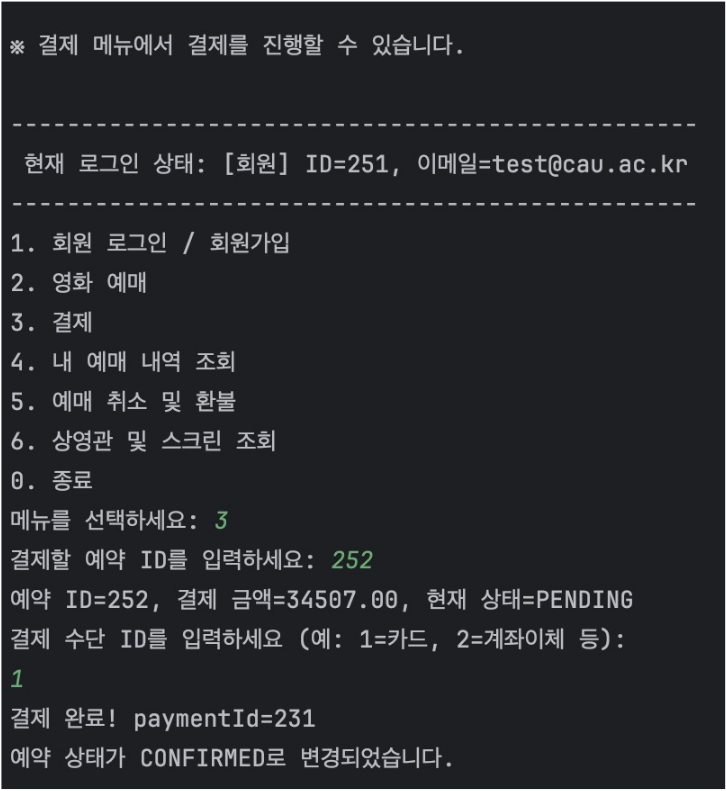 ※ 결제 메뉴에서 결제를 진행할 수 있습니다.
--------------------------------------------------
현재 로그인 상태: [회원] ID=251, 이메일=test@cau.ac.kr
--------------------------------------------------
1. 회원 로그인 / 회원가입
2. 영화 예매
3. 결제
4. 내 예매 내역 조회
5. 예매 취소 및 환불
6. 상영관 및 스크린 조회
0. 종료
메뉴를 선택하세요: 3
결제할 예약 ID를 입력하세요: 252
예약 ID=252, 결제 금액=34507.00, 현재 상태=PENDING
결제 수단 ID를 입력하세요 (예: 1=카드, 2=계좌이체 등):
1
결제 완료! paymentId=231
예약 상태가 CONFIRMED로 변경되었습니다.